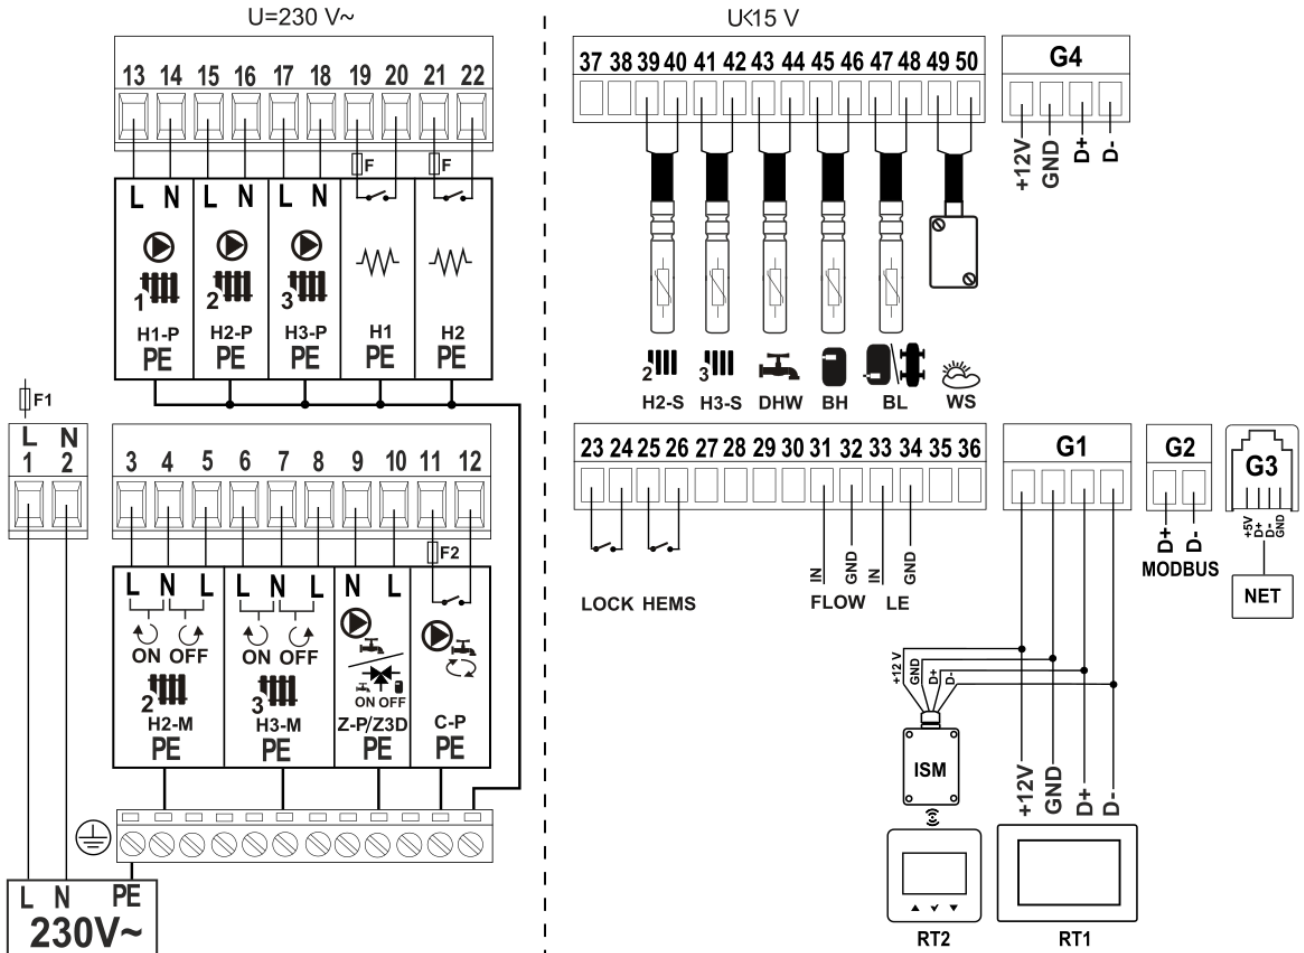 U=230 V~
13 14 15 16 17 18 19 20 21 22
F F
L N L N L N
1 2 3
H1-P H2-P H3-P H1 H2
PE PE PE PE PE
F1
L N
1 2
3 4 5 6 7 8 9 10 11 12
F2
L N L L N L N L
ON OFF ON OFF
ON OFF
2 3
H2-M H3-M Z-P/Z3D C-P
PE PE PE PE
L N PE
230V~
U<15 V
37 38 39 40 41 42 43 44 45 46 47 48 49 50
G4
+12V GND D+ D-
2 3
H2-S H3-S DHW BH BL WS
23 24 25 26 27 28 29 30 31 32 33 34 35 36
G1 G2 G3
IN GND IN GND
LOCK HEMS FLOW LE
D+ D-
MODBUS
+5V D+ D- GND
NET
+12 V GND D+ D-
ISM
+12V GND D+ D-
RT2 RT1